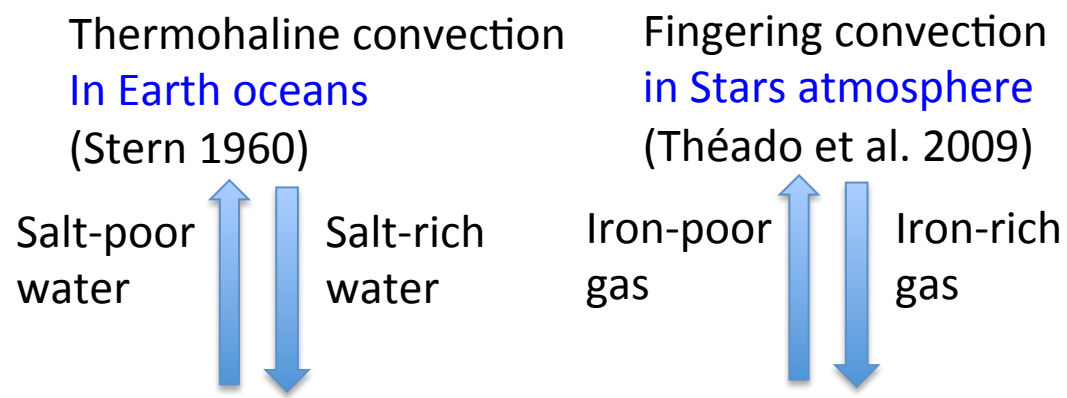 Thermohaline convection
In Earth oceans
(Stern 1960)
Salt-poor
water
Salt-rich
water
Fingering convection
in Stars atmosphere
(Théado et al. 2009)
Iron-poor
gas
Iron-rich
gas